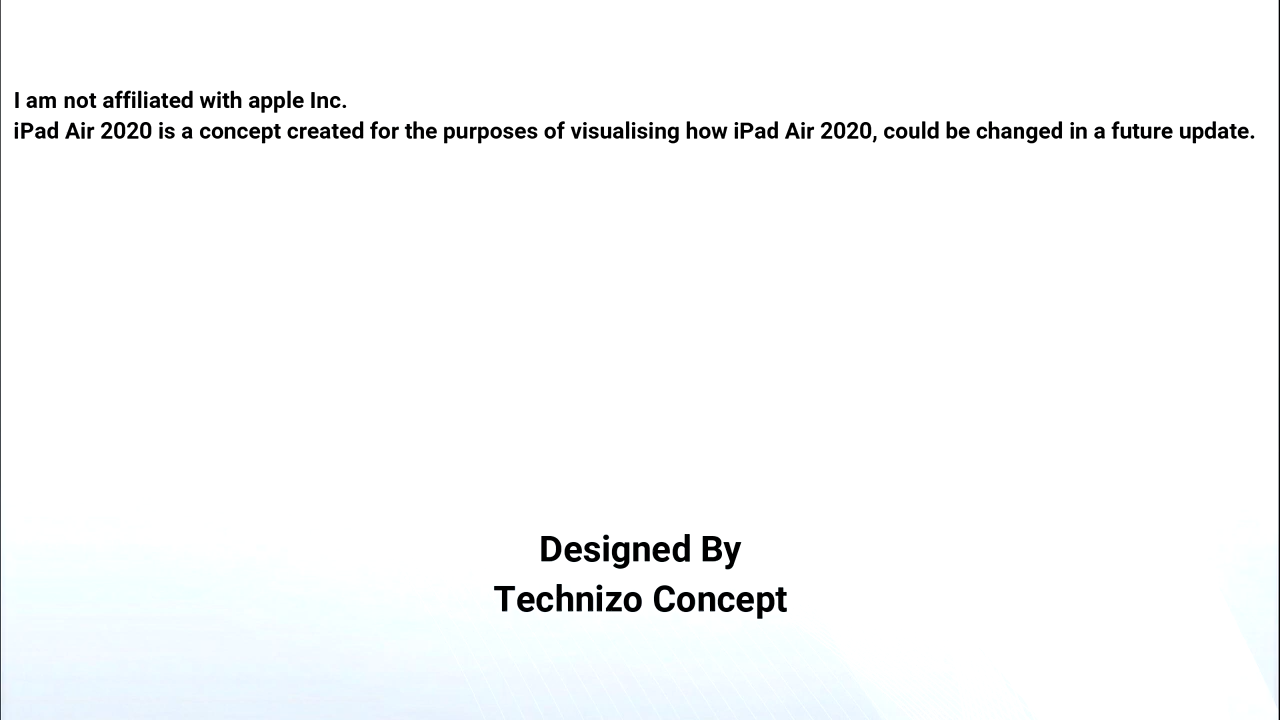 I am not affiliated with apple Inc.
iPad Air 2020 is a concept created for the purposes of visualising how iPad Air 2020, could be changed in a future update.
Designed By
Technizo Concept